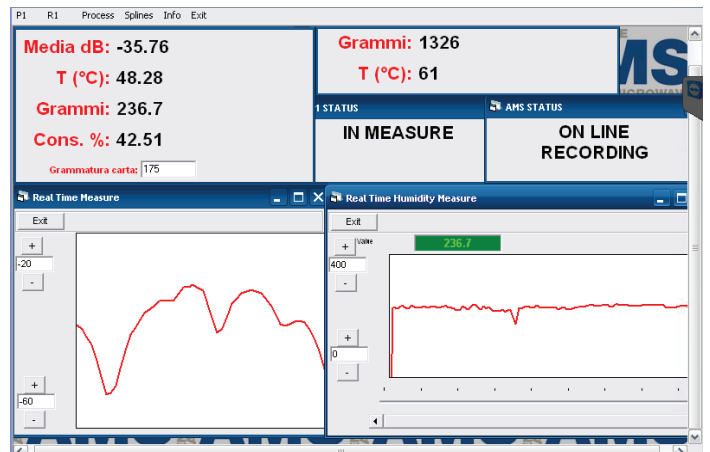 P1 R1 Process Splines Info Exit
Media dB: -35.76
T (°C): 48.28
Grammi: 236.7
Cons. %: 42.51
Grammatura carta: 175
Grammi: 1326
T (°C): 61
1 STATUS
IN MEASURE
AMS STATUS
ON LINE
RECORDING
Real Time Measure
Exit
+
-20
-
+
-60
-
Real Time Humidity Measure
Exit
+
Value
236.7
400
-
+
0
-